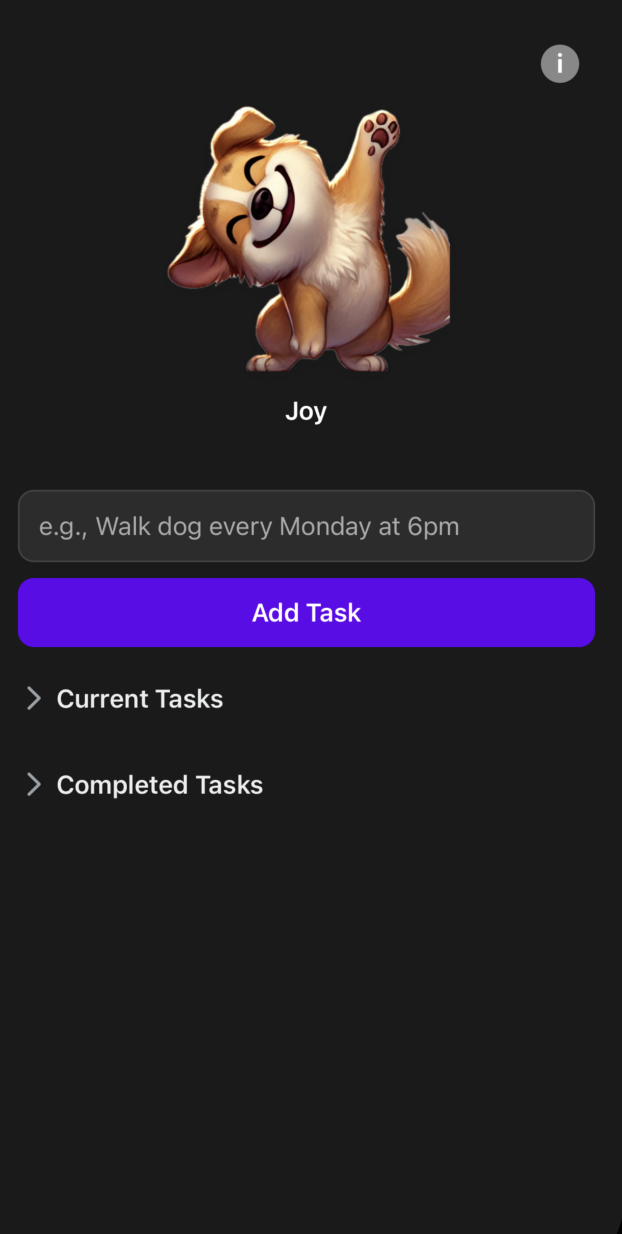 i
Joy
e.g., Walk dog every Monday at 6pm
Add Task
Current Tasks
Completed Tasks